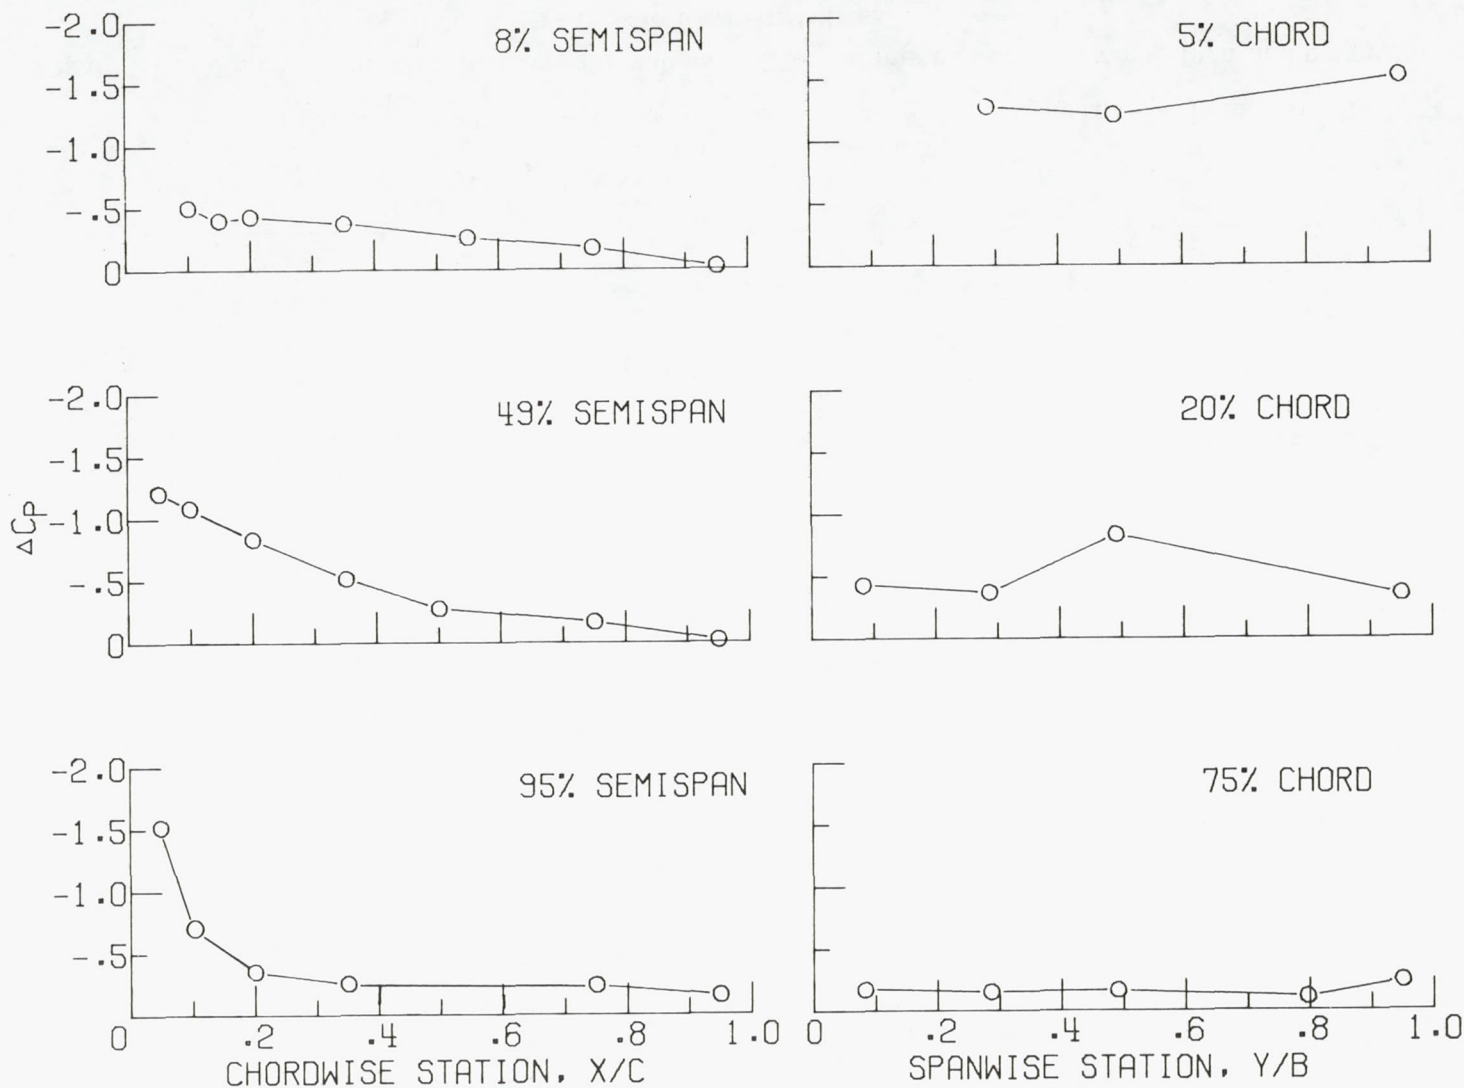 8% SEMISPAN
-2.0
-1.5
-1.0
-.5
0
5% CHORD
49% SEMISPAN
-2.0
-1.5
-1.0
-.5
0
ΔCP
20% CHORD
95% SEMISPAN
-2.0
-1.5
-1.0
-.5
0 .2 .4 .6 .8 1.0
CHORDWISE STATION, X/C
75% CHORD
0 .2 .4 .6 .8 1.0
SPANWISE STATION, Y/B